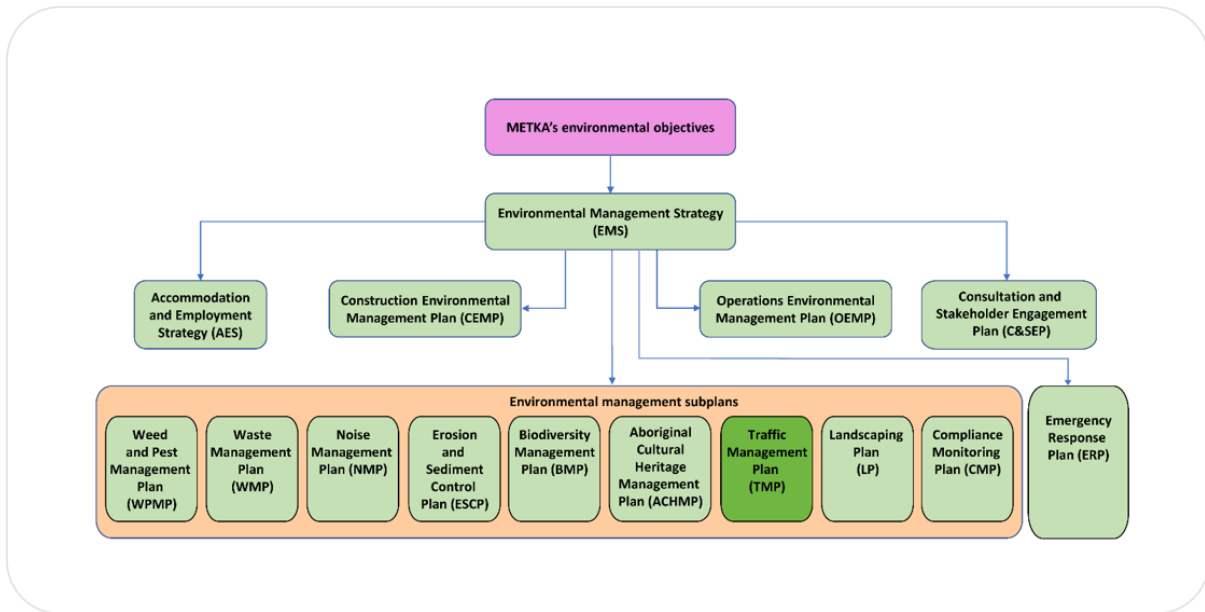 METKA's environmental objectives
Environmental Management Strategy
(EMS)
Accommodation
and Employment
Strategy (AES)
Construction Environmental
Management Plan (CEMP)
Operations Environmental
Management Plan (OEMP)
Consultation and
Stakeholder Engagement
Plan (C&SEP)
Environmental management subplans
Weed
and Pest
Management
Plan
(WPMP)
Waste
Management
Plan
(WMP)
Noise
Management
Plan (NMP)
Erosion
and
Sediment
Control
Plan (ESCP)
Biodiversity
Management
Plan (BMP)
Aboriginal
Cultural
Heritage
Management
Plan (ACHMP)
Traffic
Management
Plan
(TMP)
Landscaping
Plan
(LP)
Compliance
Monitoring
Plan (CMP)
Emergency
Response
Plan (ERP)